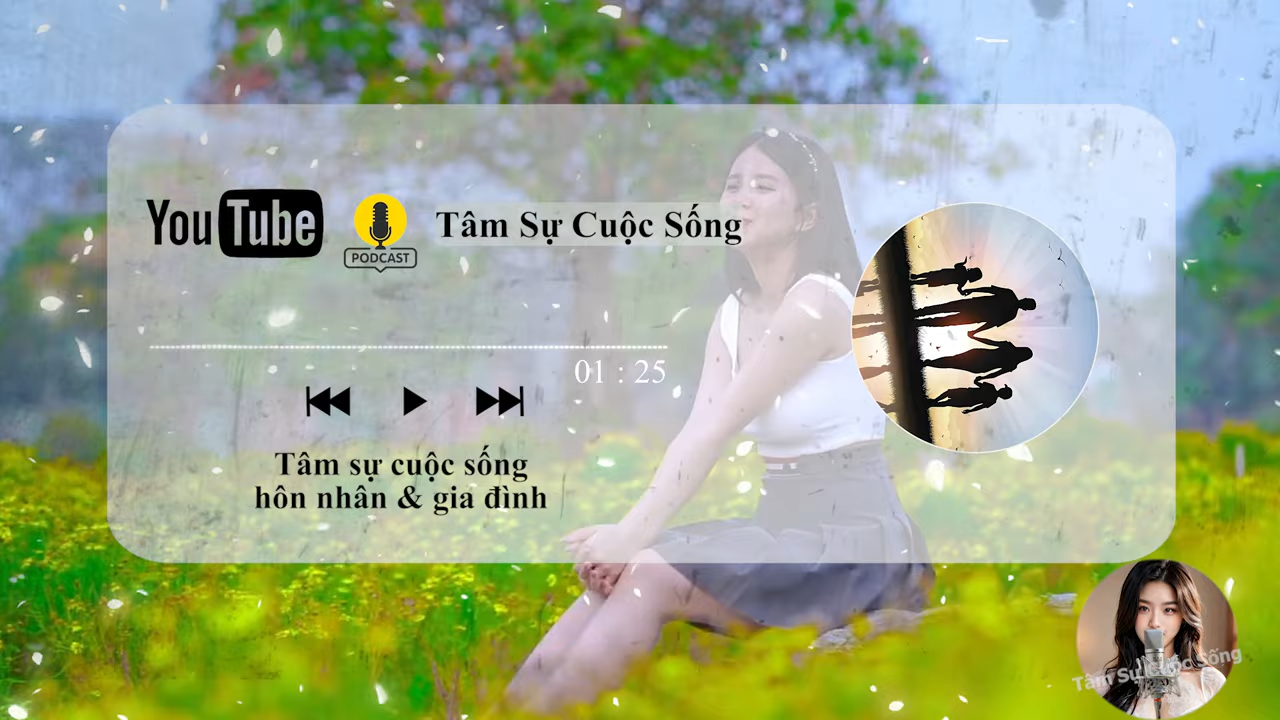 YouTube
PODCAST
Tâm Sự Cuộc Sống
01 : 25
Tâm sự cuộc sống
hôn nhân & gia đình
Tâm Sự Cuộc Sống